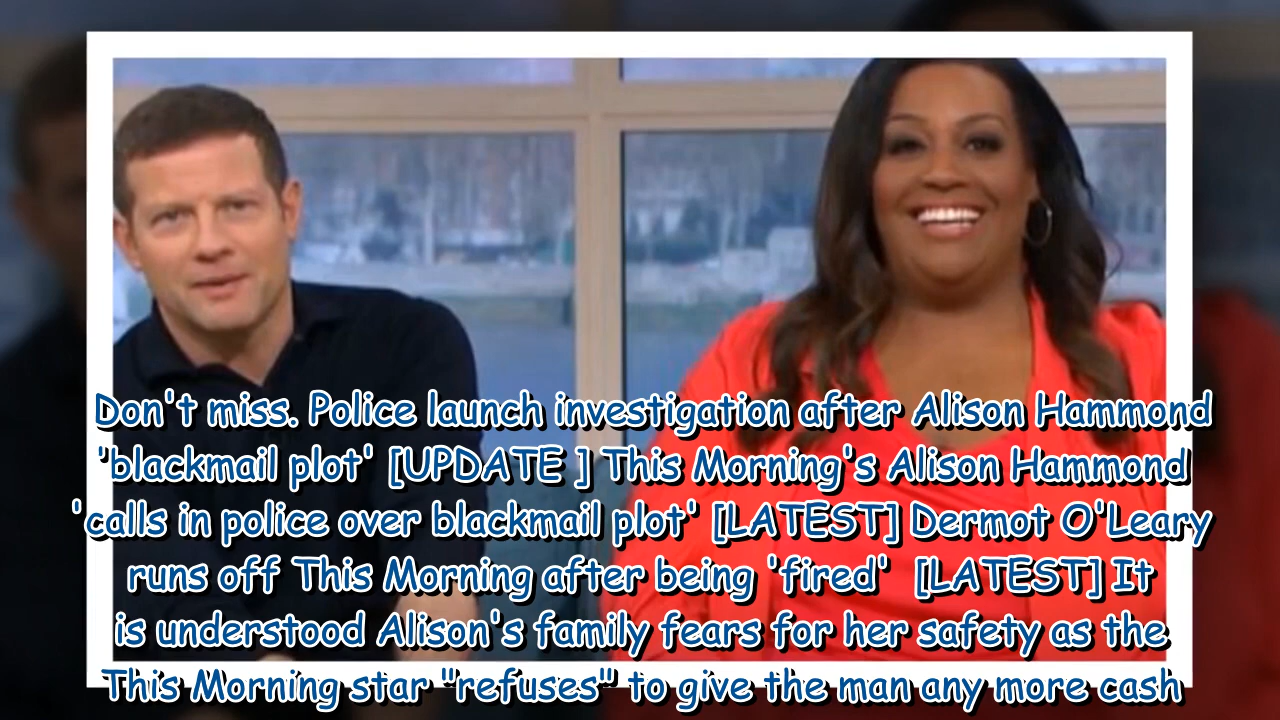 Don't miss. Police launch investigation after Alison Hammond
'blackmail plot' [UPDATE ] This Morning's Alison Hammond
'calls in police over blackmail plot' [LATEST] Dermot O'Leary
runs off This Morning after being 'fired'  [LATEST] It
is understood Alison's family fears for her safety as the
This Morning star "refuses" to give the man any more cash